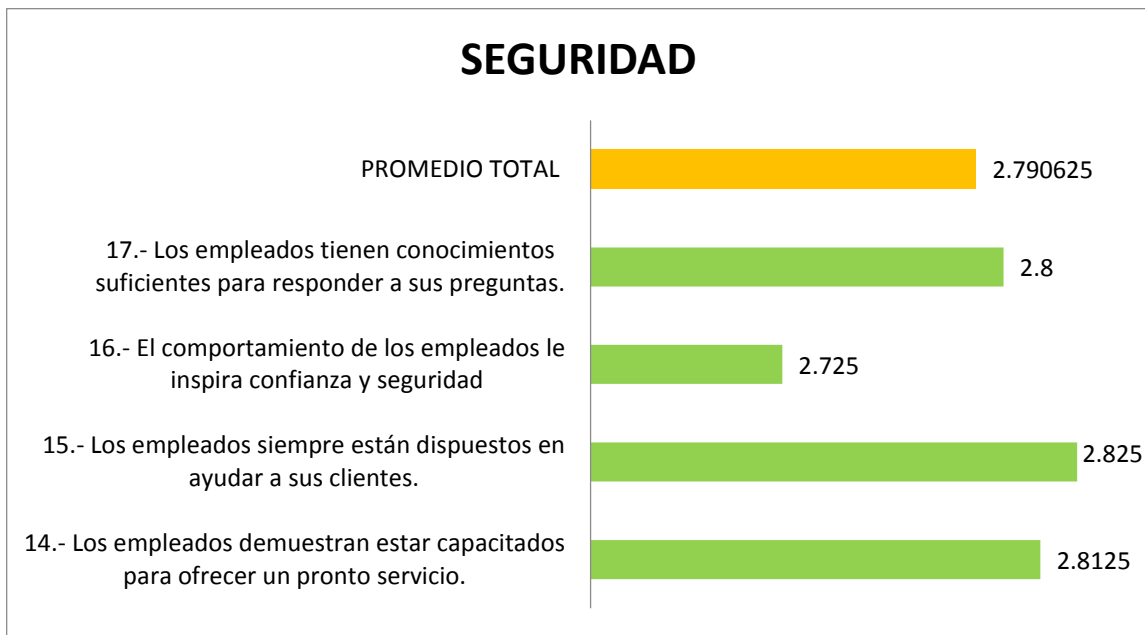 SEGURIDAD
PROMEDIO TOTAL
2.790625
17.- Los empleados tienen conocimientos
suficientes para responder a sus preguntas.
2.8
16.- El comportamiento de los empleados le
inspira confianza y seguridad
2.725
15.- Los empleados siempre están dispuestos en
ayudar a sus clientes.
2.825
14.- Los empleados demuestran estar capacitados
para ofrecer un pronto servicio.
2.8125